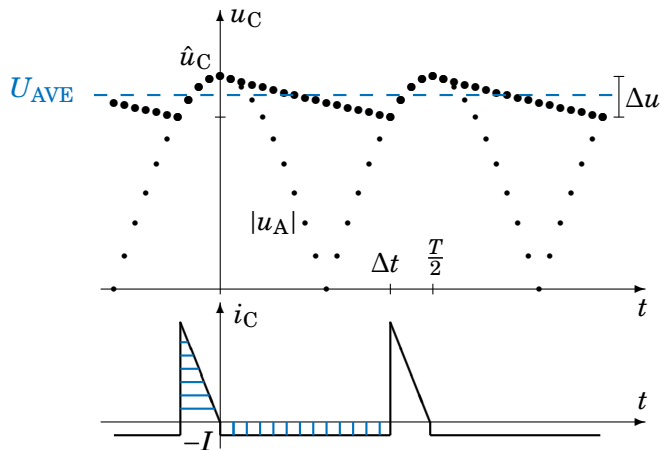 u_C
û_C
U_AVE
Δu
|u_A|
Δt
T/2
t
i_C
t
−I